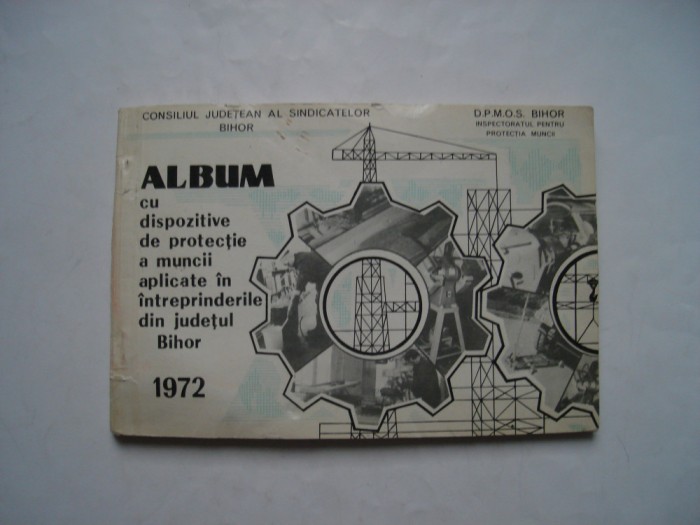 CONSILIUL JUDEȚEAN AL SINDICATELOR
BIHOR
D.P.M.O.S. BIHOR
INSPECTORATUL PENTRU
PROTECȚIA MUNCII
ALBUM
cu
dispozitive
de protecție
a muncii
aplicate în
întreprinderile
din județul
Bihor
1972